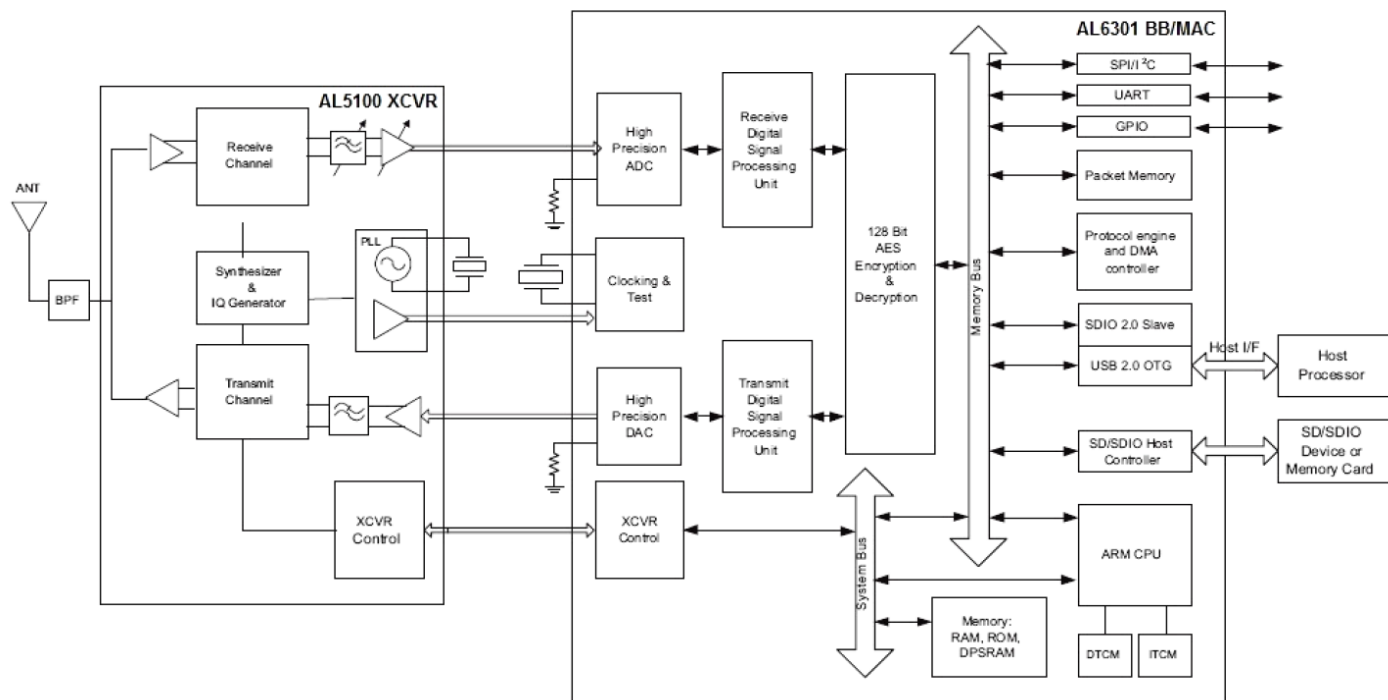 AL6301 BB/MAC
AL5100 XCVR
ANT
BPF
Receive
Channel
Synthesizer
&
IQ Generator
PLL
Transmit
Channel
XCVR
Control
High
Precision
ADC
Receive
Digital
Signal
Processing
Unit
Clocking &
Test
High
Precision
DAC
Transmit
Digital
Signal
Processing
Unit
XCVR
Control
128 Bit
AES
Encryption
&
Decryption
Memory Bus
System Bus
SPI/I²C
UART
GPIO
Packet Memory
Protocol engine
and DMA
controller
SDIO 2.0 Slave
USB 2.0 OTG
Host I/F
Host
Processor
SD/SDIO Host
Controller
SD/SDIO
Device or
Memory Card
ARM CPU
Memory:
RAM, ROM,
DPSRAM
DTCM
ITCM